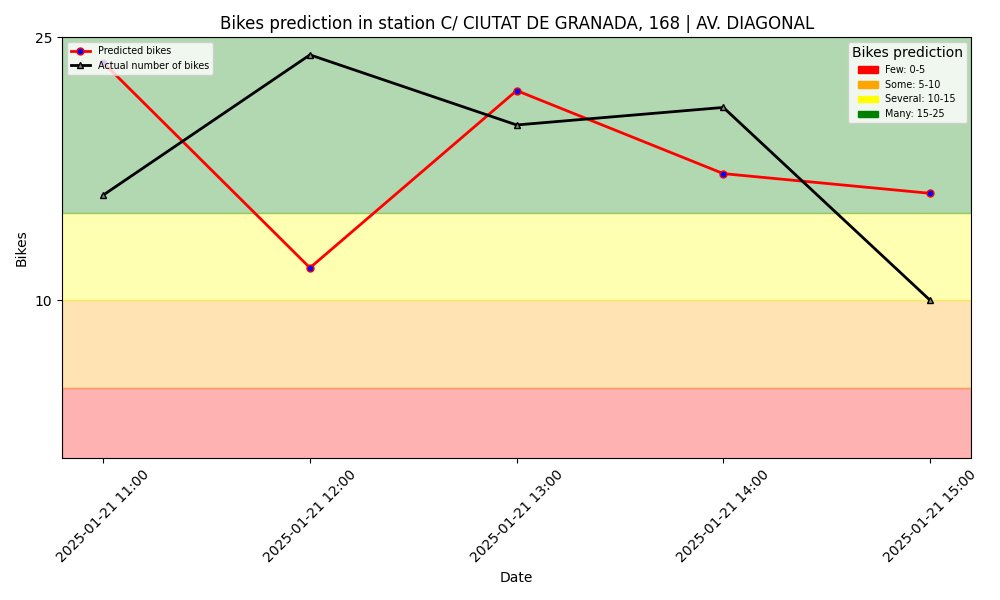 Bikes prediction in station C/ CIUTAT DE GRANADA, 168 | AV. DIAGONAL
25
Predicted bikes
Actual number of bikes
Bikes prediction
Few: 0-5
Some: 5-10
Several: 10-15
Many: 15-25
Bikes
10
2025-01-21 11:00
2025-01-21 12:00
2025-01-21 13:00
2025-01-21 14:00
2025-01-21 15:00
Date